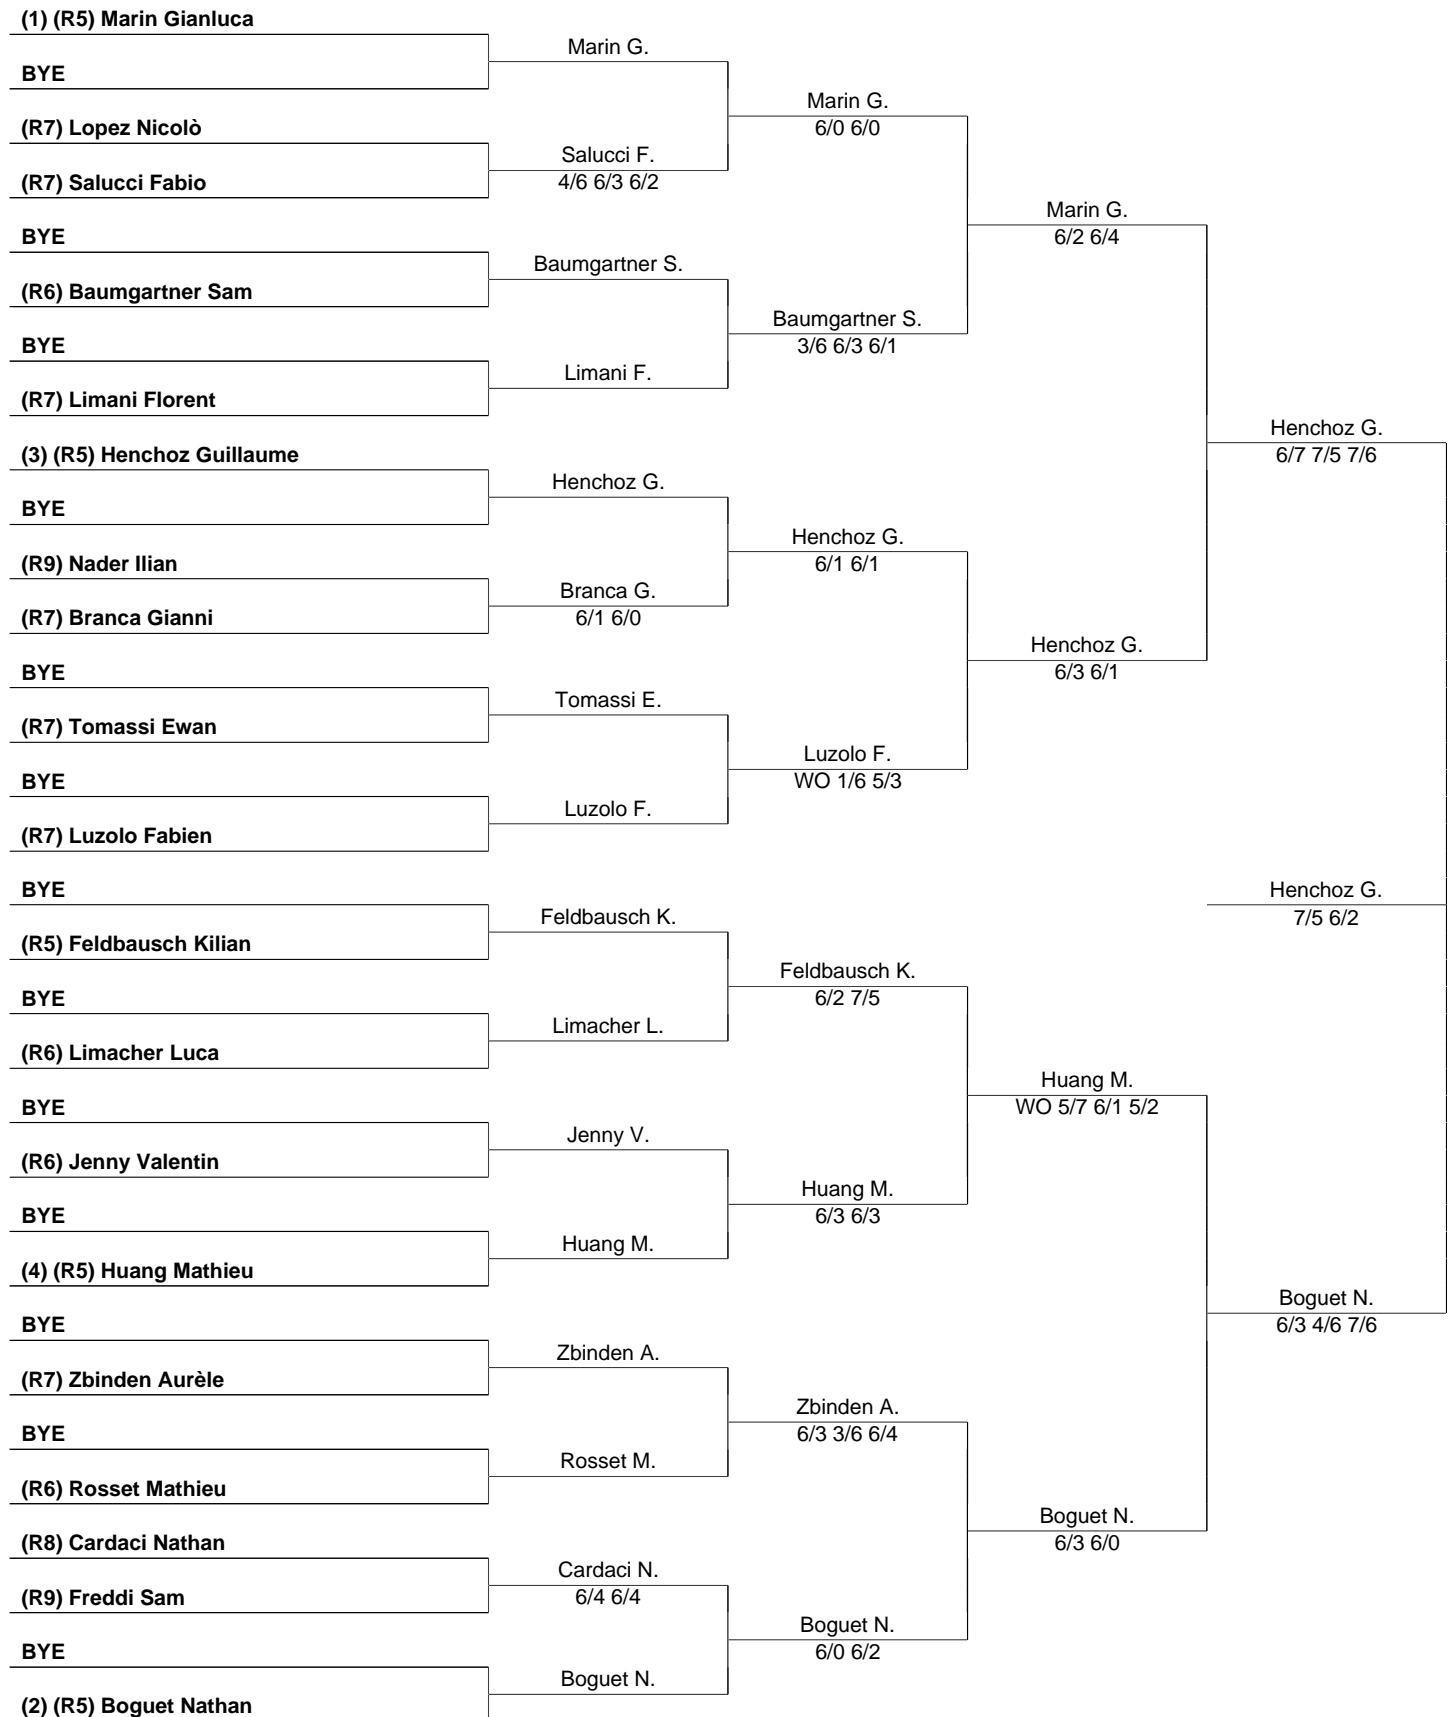 (1) (R5) Marin Gianluca
Marin G.
BYE
Marin G.
6/0 6/0
(R7) Lopez Nicolò
Salucci F.
4/6 6/3 6/2
(R7) Salucci Fabio
Marin G.
6/2 6/4
BYE
Baumgartner S.
(R6) Baumgartner Sam
Baumgartner S.
3/6 6/3 6/1
BYE
Limani F.
(R7) Limani Florent
Henchoz G.
6/7 7/5 7/6
(3) (R5) Henchoz Guillaume
Henchoz G.
BYE
Henchoz G.
6/1 6/1
(R9) Nader Ilian
Branca G.
6/1 6/0
(R7) Branca Gianni
Henchoz G.
6/3 6/1
BYE
Tomassi E.
(R7) Tomassi Ewan
Luzolo F.
WO 1/6 5/3
BYE
Luzolo F.
(R7) Luzolo Fabien
BYE
Henchoz G.
7/5 6/2
Feldbausch K.
(R5) Feldbausch Kilian
Feldbausch K.
6/2 7/5
BYE
Limacher L.
(R6) Limacher Luca
Huang M.
WO 5/7 6/1 5/2
BYE
Jenny V.
(R6) Jenny Valentin
Huang M.
6/3 6/3
BYE
Huang M.
(4) (R5) Huang Mathieu
Boguet N.
6/3 4/6 7/6
BYE
Zbinden A.
(R7) Zbinden Aurèle
Zbinden A.
6/3 3/6 6/4
BYE
Rosset M.
(R6) Rosset Mathieu
Boguet N.
6/3 6/0
(R8) Cardaci Nathan
Cardaci N.
6/4 6/4
(R9) Freddi Sam
Boguet N.
6/0 6/2
BYE
Boguet N.
(2) (R5) Boguet Nathan